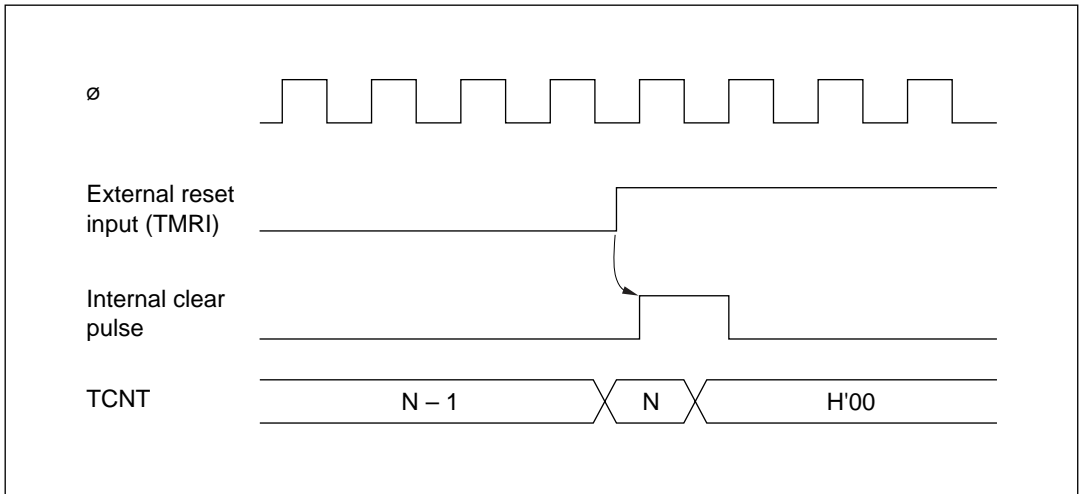 ø
External reset
input (TMRI)
Internal clear
pulse
TCNT
N – 1
N
H'00